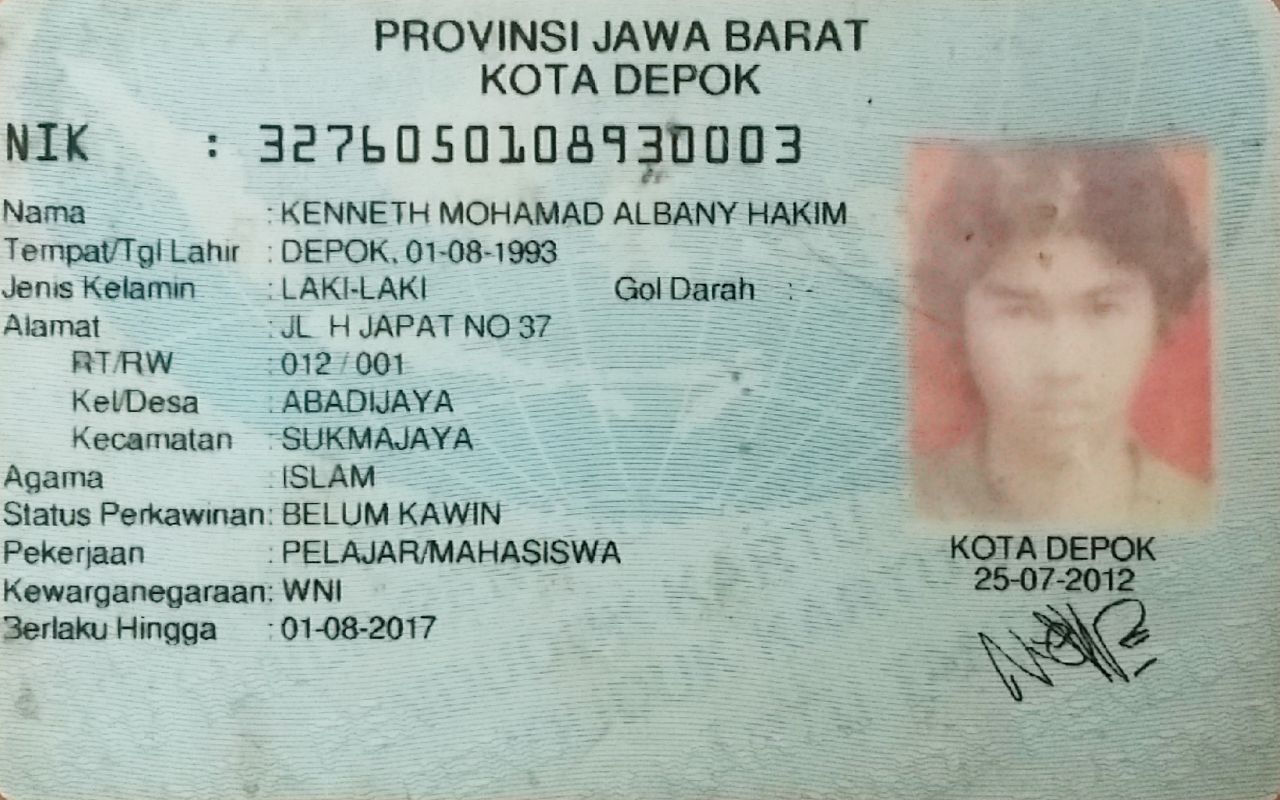 PROVINSI JAWA BARAT
KOTA DEPOK
NIK : 3276050108930003
Nama : KENNETH MOHAMAD ALBANY HAKIM
Tempat/Tgl Lahir : DEPOK, 01-08-1993
Jenis Kelamin : LAKI-LAKI Gol Darah : -
Alamat : JL H JAPAT NO 37
RT/RW : 012 / 001
Kel/Desa : ABADIJAYA
Kecamatan : SUKMAJAYA
Agama : ISLAM
Status Perkawinan: BELUM KAWIN
Pekerjaan : PELAJAR/MAHASISWA
Kewarganegaraan: WNI
Berlaku Hingga : 01-08-2017
KOTA DEPOK
25-07-2012